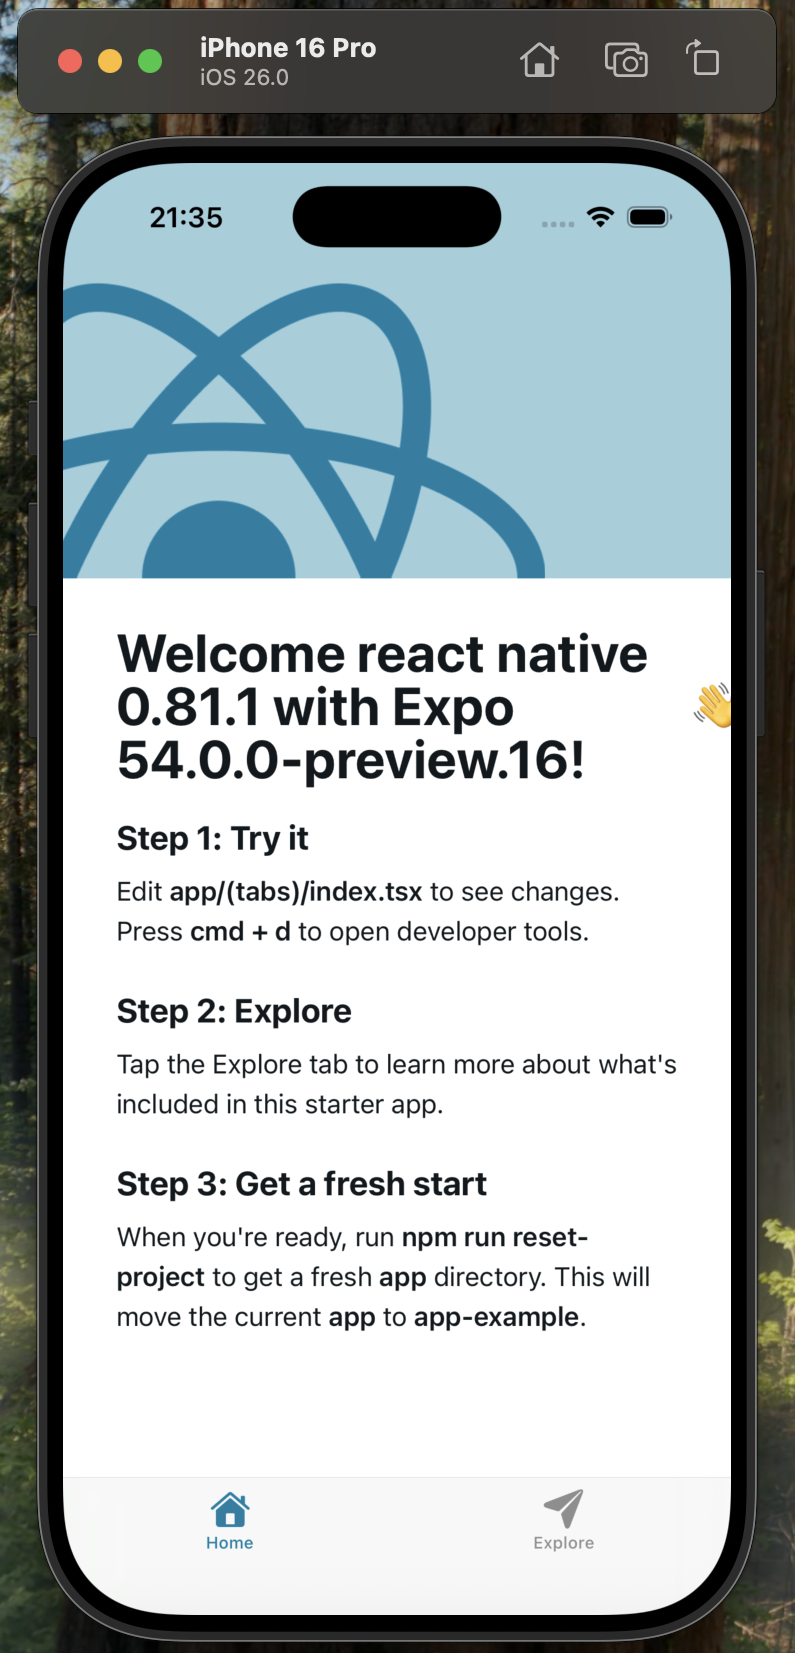 iPhone 16 Pro
iOS 26.0
21:35
Welcome react native
0.81.1 with Expo
54.0.0-preview.16!
Step 1: Try it
Edit app/(tabs)/index.tsx to see changes.
Press cmd + d to open developer tools.
Step 2: Explore
Tap the Explore tab to learn more about what's
included in this starter app.
Step 3: Get a fresh start
When you're ready, run npm run reset-
project to get a fresh app directory. This will
move the current app to app-example.
Home
Explore